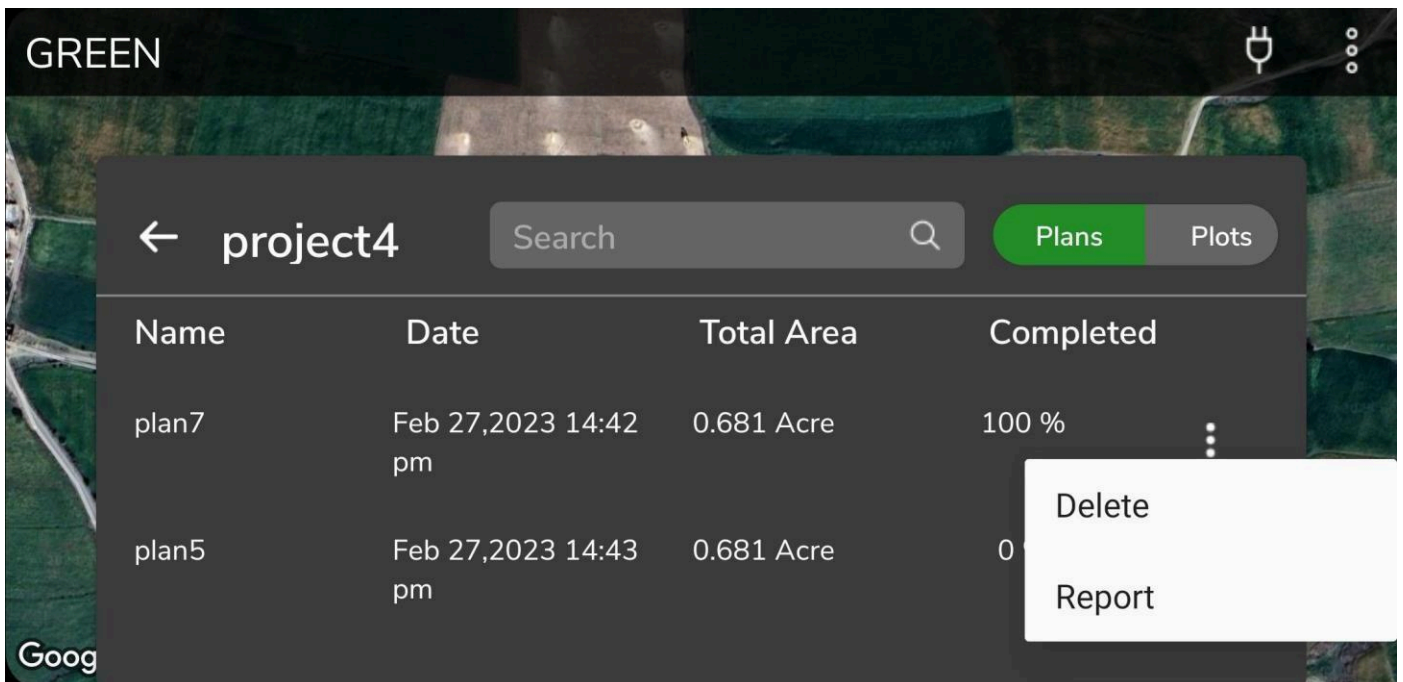 GREEN
project4
Search
Plans
Plots
Name Date Total Area Completed
plan7 Feb 27,2023 14:42 0.681 Acre 100 %
pm
Delete
plan5 Feb 27,2023 14:43 0.681 Acre 0
pm
Report
Goog